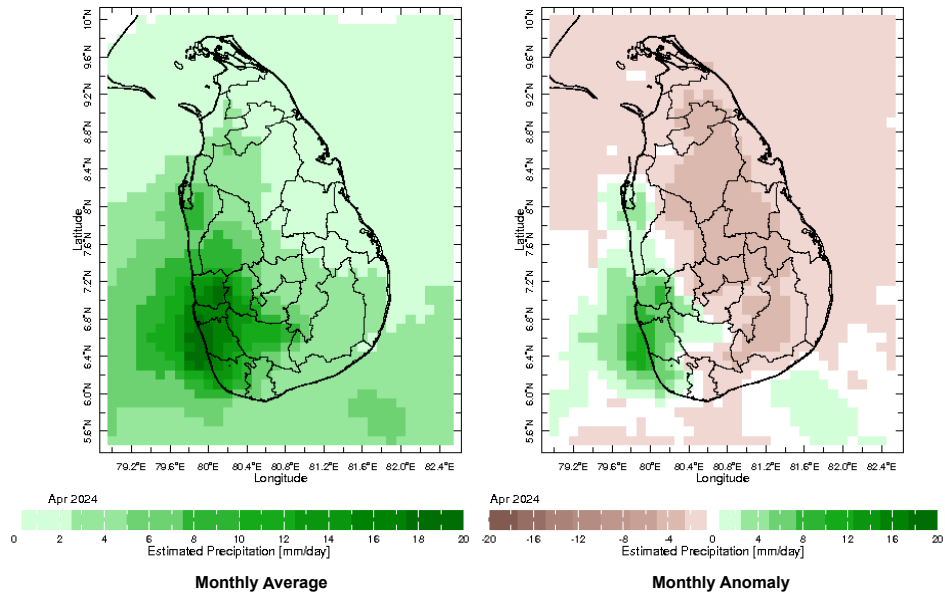 10°N
9.6°N
9.2°N
8.8°N
8.4°N
8°N
7.6°N
7.2°N
6.8°N
6.4°N
6.0°N
5.6°N
Latitude
79.2°E 79.6°E 80°E 80.4°E 80.8°E 81.2°E 81.6°E 82.0°E 82.4°E
Longitude
Apr 2024
0 2 4 6 8 10 12 14 16 18 20
Estimated Precipitation [mm/day]
Monthly Average
10°N
9.6°N
9.2°N
8.8°N
8.4°N
8°N
7.6°N
7.2°N
6.8°N
6.4°N
6.0°N
5.6°N
Latitude
79.2°E 79.6°E 80°E 80.4°E 80.8°E 81.2°E 81.6°E 82.0°E 82.4°E
Longitude
Apr 2024
-20 -16 -12 -8 -4 0 4 8 12 16 20
Estimated Precipitation [mm/day]
Monthly Anomaly